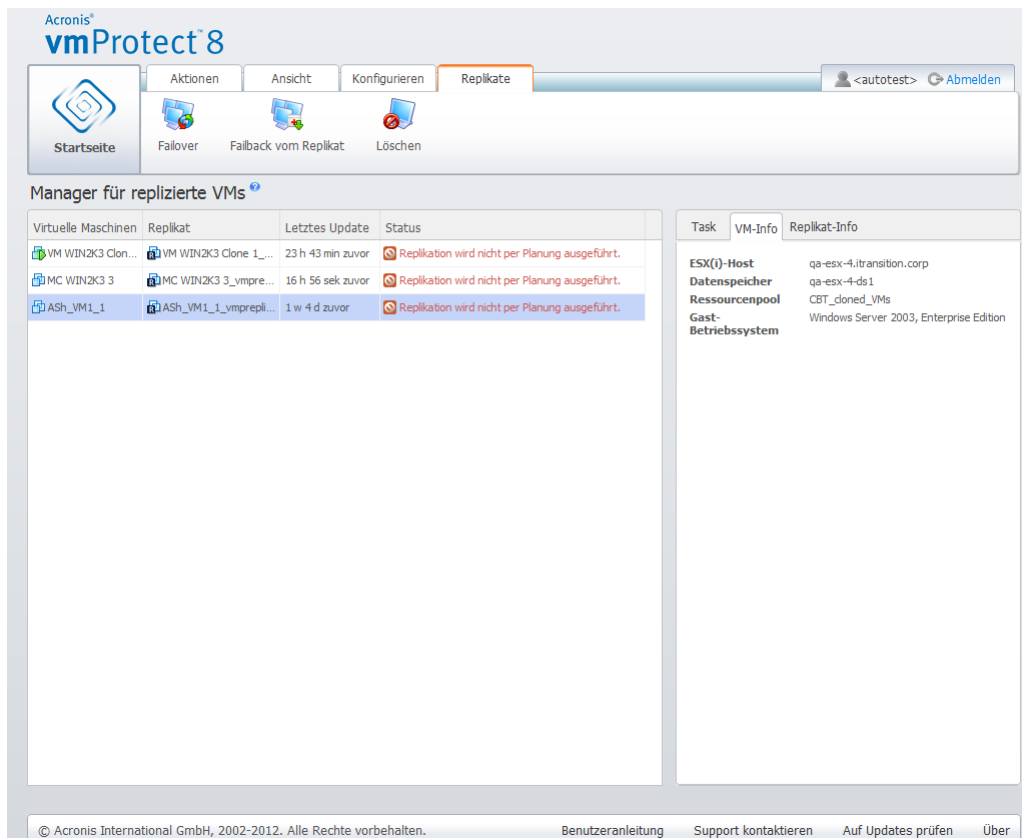 Acronis®
vmProtect™ 8
Aktionen Ansicht Konfigurieren Replikate
<autotest> Abmelden
Startseite
Failover Failback vom Replikat Löschen
Manager für replizierte VMs ?
Virtuelle Maschinen Replikat Letztes Update Status
VM WIN2K3 Clon... VM WIN2K3 Clone 1_... 23 h 43 min zuvor Replikation wird nicht per Planung ausgeführt.
MC WIN2K3 3 MC WIN2K3 3_vmpre... 16 h 56 sek zuvor Replikation wird nicht per Planung ausgeführt.
ASh_VM1_1 ASh_VM1_1_vmprepli... 1 w 4 d zuvor Replikation wird nicht per Planung ausgeführt.
Task VM-Info Replikat-Info
ESX(i)-Host qa-esx-4.itransition.corp
Datenspeicher qa-esx-4-ds1
Ressourcenpool CBT_cloned_VMs
Gast- Windows Server 2003, Enterprise Edition
Betriebssystem
© Acronis International GmbH, 2002-2012. Alle Rechte vorbehalten. Benutzeranleitung Support kontaktieren Auf Updates prüfen Über